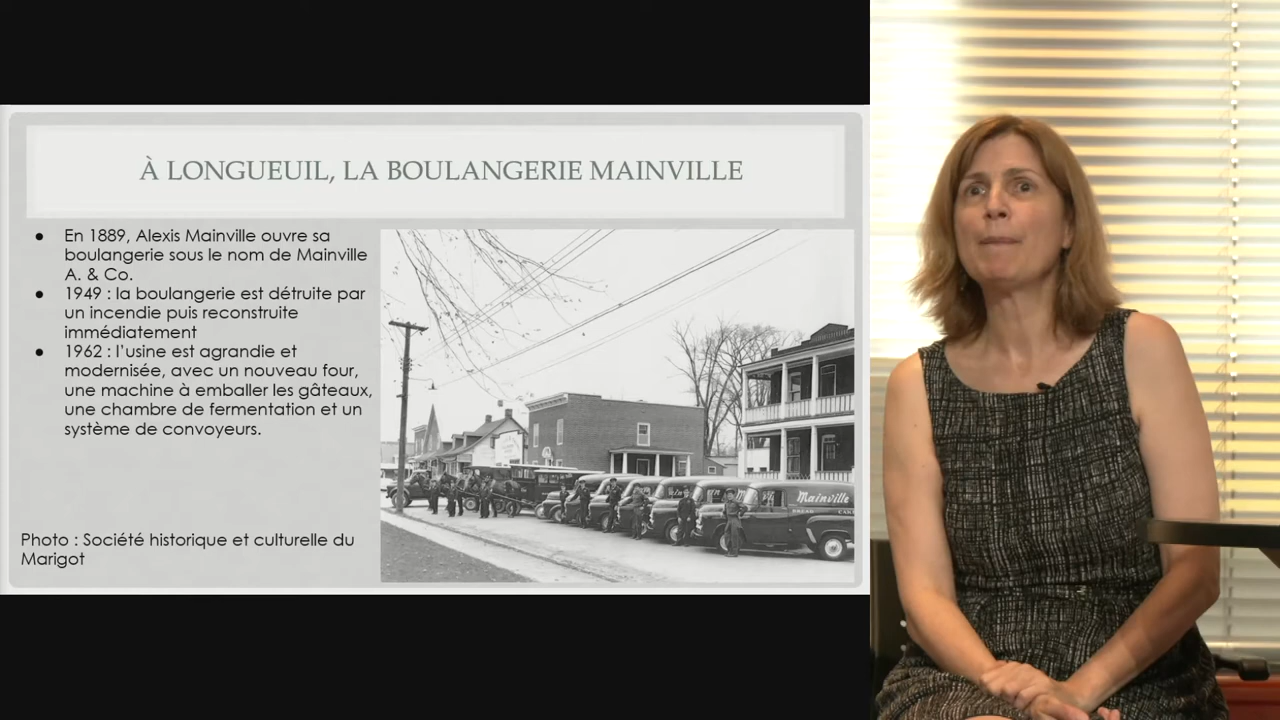 À LONGUEUIL, LA BOULANGERIE MAINVILLE
● En 1889, Alexis Mainville ouvre sa
boulangerie sous le nom de Mainville
A. & Co.
● 1949 : la boulangerie est détruite par
un incendie puis reconstruite
immédiatement
● 1962 : l'usine est agrandie et
modernisée, avec un nouveau four,
une machine à emballer les gâteaux,
une chambre de fermentation et un
système de convoyeurs.
Photo : Société historique et culturelle du
Marigot
Mainville
BREAD CAKE